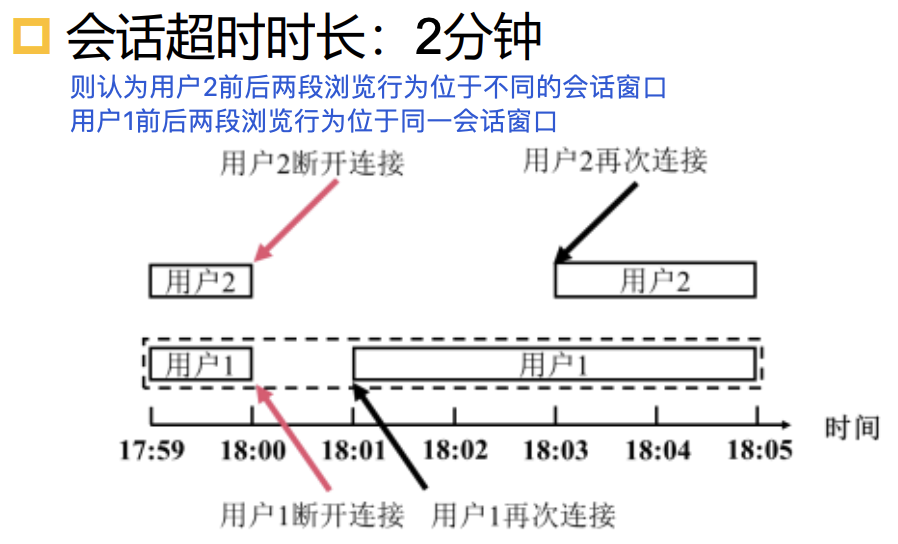 会话超时时长：2分钟
则认为用户2前后两段浏览行为位于不同的会话窗口
用户1前后两段浏览行为位于同一会话窗口
用户2断开连接
用户2再次连接
用户2
用户2
用户1
用户1
17:59 18:00 18:01 18:02 18:03 18:04 18:05
时间
用户1断开连接
用户1再次连接